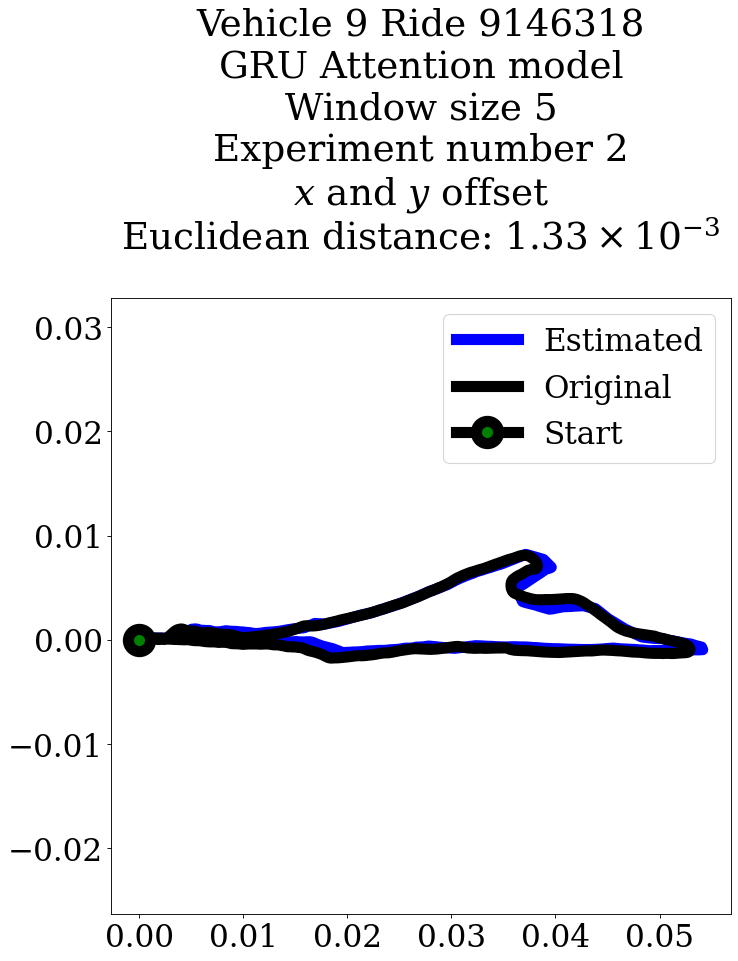 Vehicle 9 Ride 9146318
GRU Attention model
Window size 5
Experiment number 2
x and y offset
Euclidean distance: 1.33 × 10⁻³
Estimated
Original
Start
0.03
0.02
0.01
0.00
−0.01
−0.02
0.00 0.01 0.02 0.03 0.04 0.05